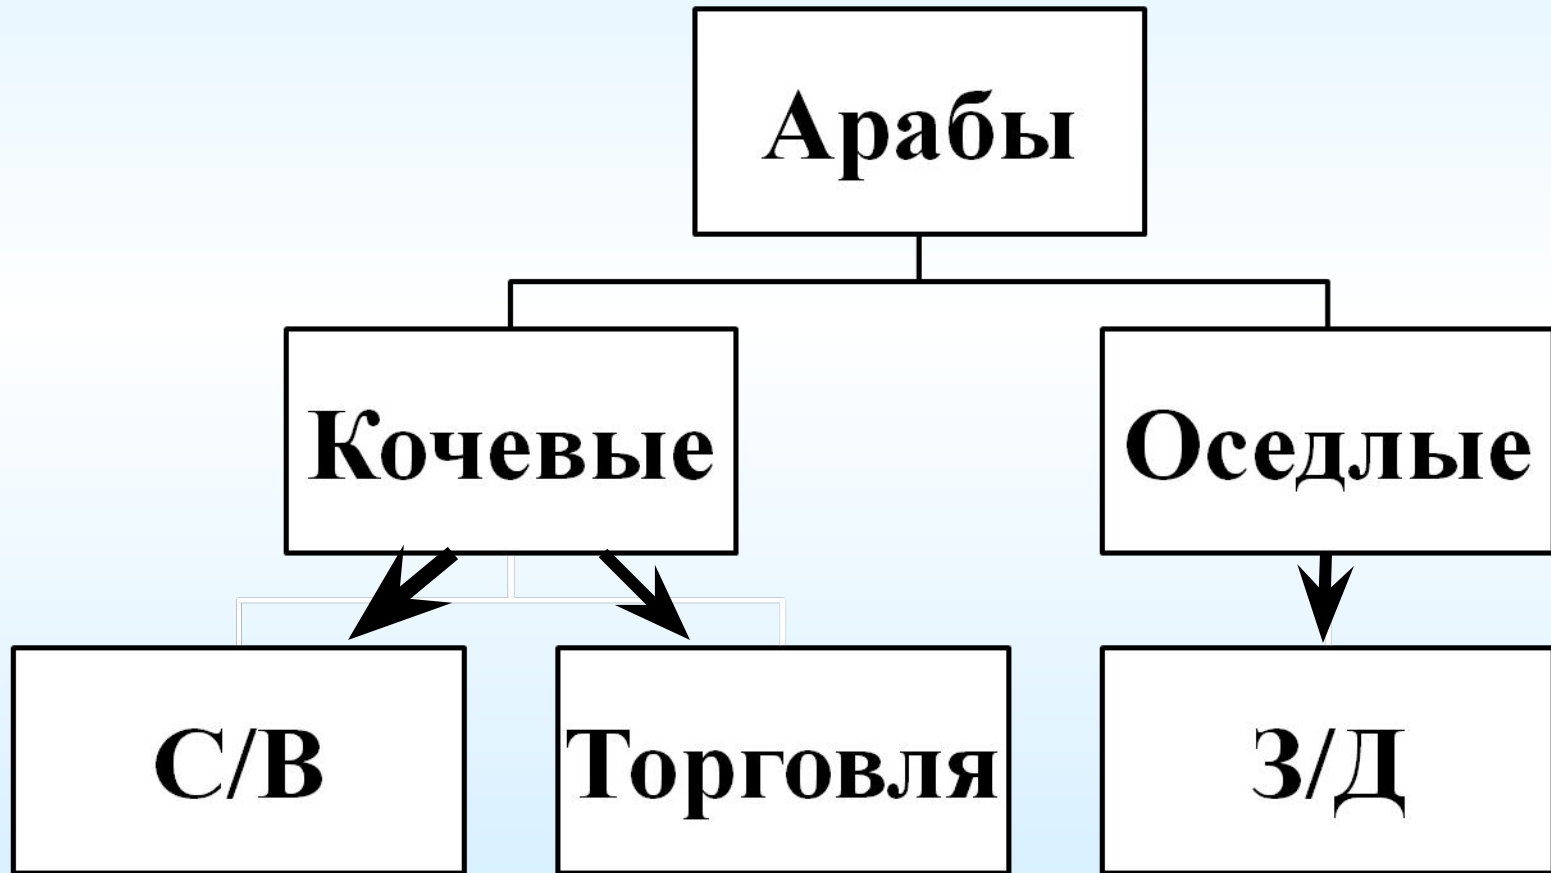 Арабы
Кочевые
Оседлые
С/В
Торговля
З/Д